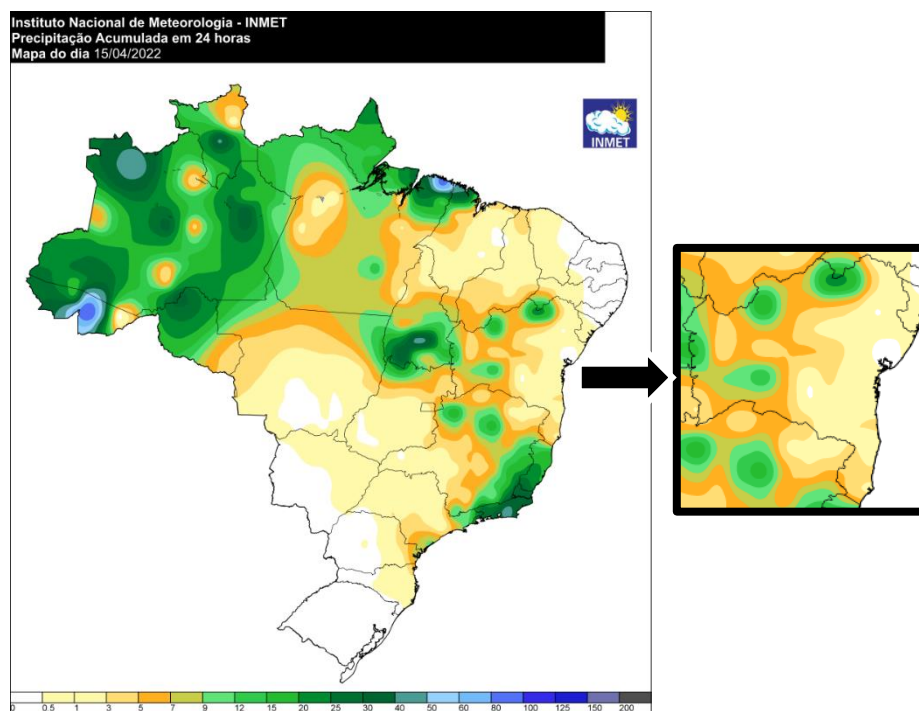 Instituto Nacional de Meteorologia - INMET
Precipitação Acumulada em 24 horas
Mapa do dia 15/04/2022
INMET
0 0.5 1 3 5 7 9 12 15 20 25 30 40 50 60 80 100 125 150 200